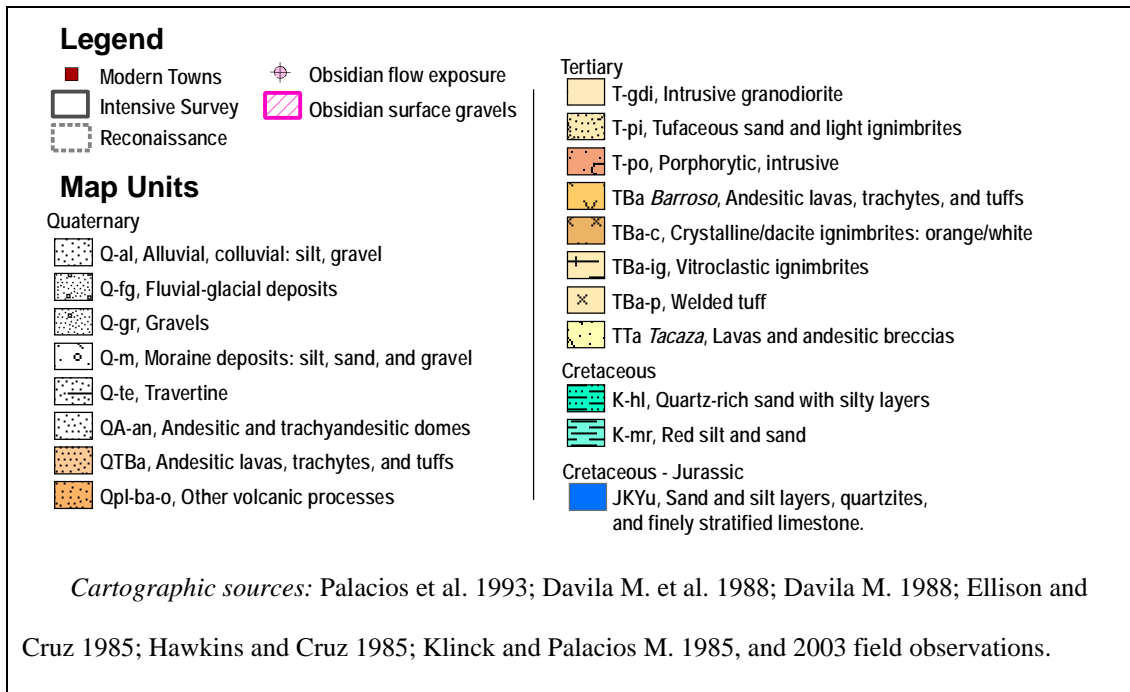 Legend
Modern Towns
Intensive Survey
Reconaissance
Obsidian flow exposure
Obsidian surface gravels
Map Units
Quaternary
Q-al, Alluvial, colluvial: silt, gravel
Q-fg, Fluvial-glacial deposits
Q-gr, Gravels
Q-m, Moraine deposits: silt, sand, and gravel
Q-te, Travertine
QA-an, Andesitic and trachyandesitic domes
QTBa, Andesitic lavas, trachytes, and tuffs
Qpl-ba-o, Other volcanic processes
Tertiary
T-gdi, Intrusive granodiorite
T-pi, Tufaceous sand and light ignimbrites
T-po, Porphorytic, intrusive
TBa Barroso, Andesitic lavas, trachytes, and tuffs
TBa-c, Crystalline/dacite ignimbrites: orange/white
TBa-ig, Vitroclastic ignimbrites
TBa-p, Welded tuff
TTa Tacaza, Lavas and andesitic breccias
Cretaceous
K-hl, Quartz-rich sand with silty layers
K-mr, Red silt and sand
Cretaceous - Jurassic
JKYu, Sand and silt layers, quartzites,
and finely stratified limestone.
Cartographic sources: Palacios et al. 1993; Davila M. et al. 1988; Davila M. 1988; Ellison and
Cruz 1985; Hawkins and Cruz 1985; Klinck and Palacios M. 1985, and 2003 field observations.